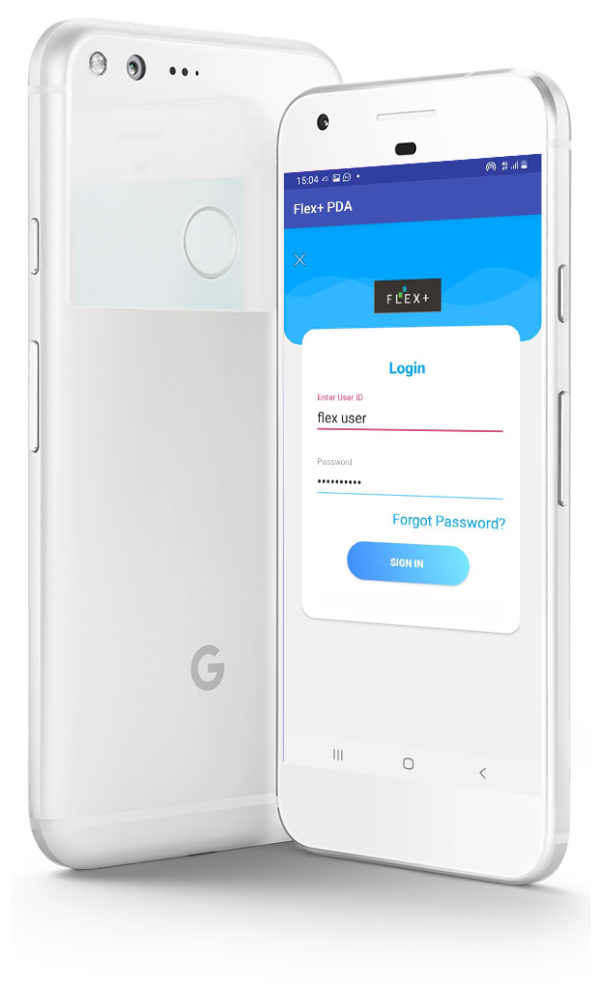 15:04
Flex+ PDA
FLEX+
Login
Enter User ID
flex user
Password
••••••••••
Forgot Password?
SIGN IN
G